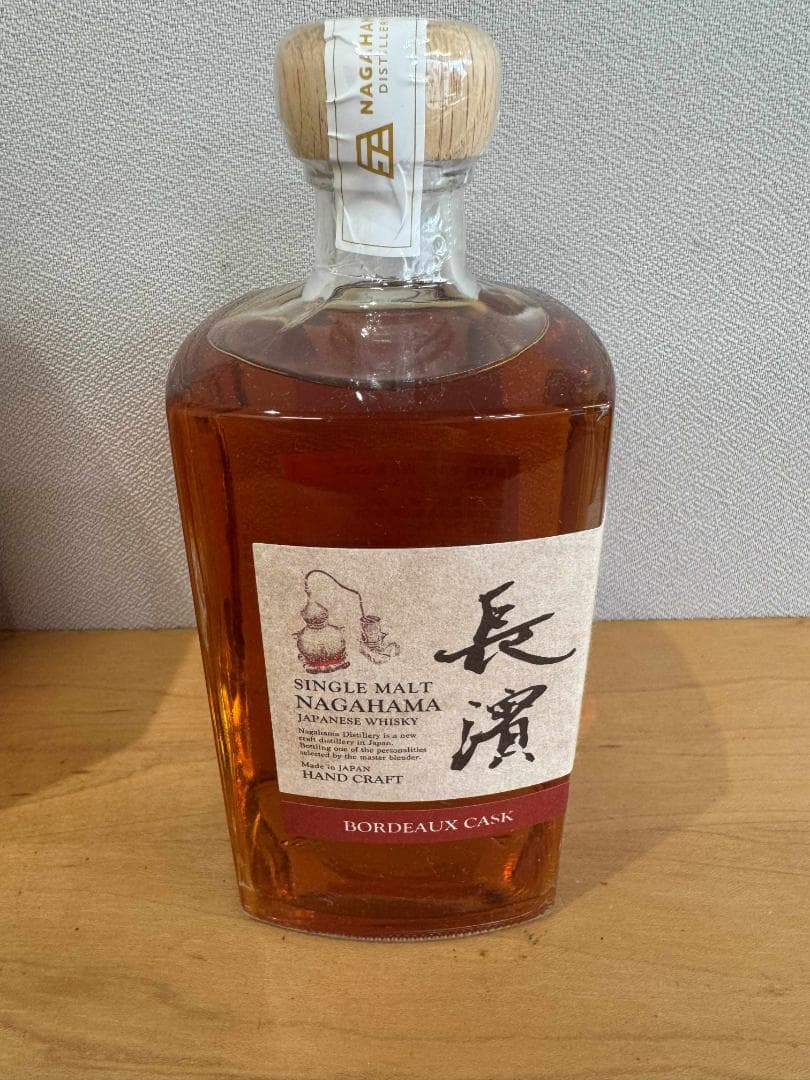 NAGAHAMA
DISTILLERY
SINGLE MALT
NAGAHAMA
JAPANESE WHISKY
Nagahama Distillery is a new
craft distillery in Japan.
Bottling one of the personalities
selected by the master blender.
Made in JAPAN
HAND CRAFT
長濵
BORDEAUX CASK